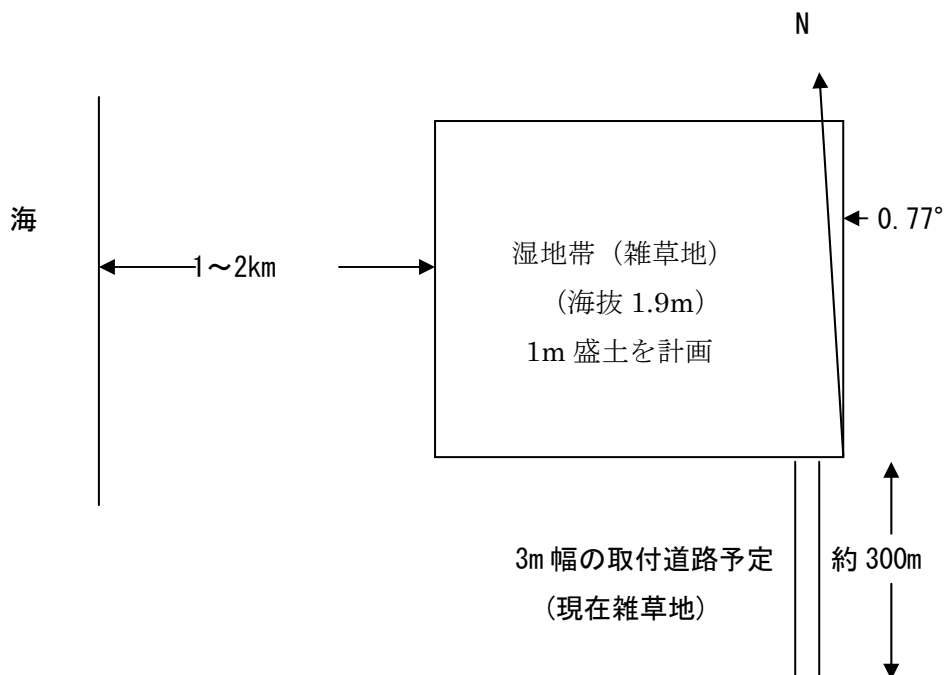 N
海
0.77°
1～2km
湿地帯（雑草地）
（海抜 1.9m）
1m 盛土を計画
3m 幅の取付道路予定
約 300m
（現在雑草地）